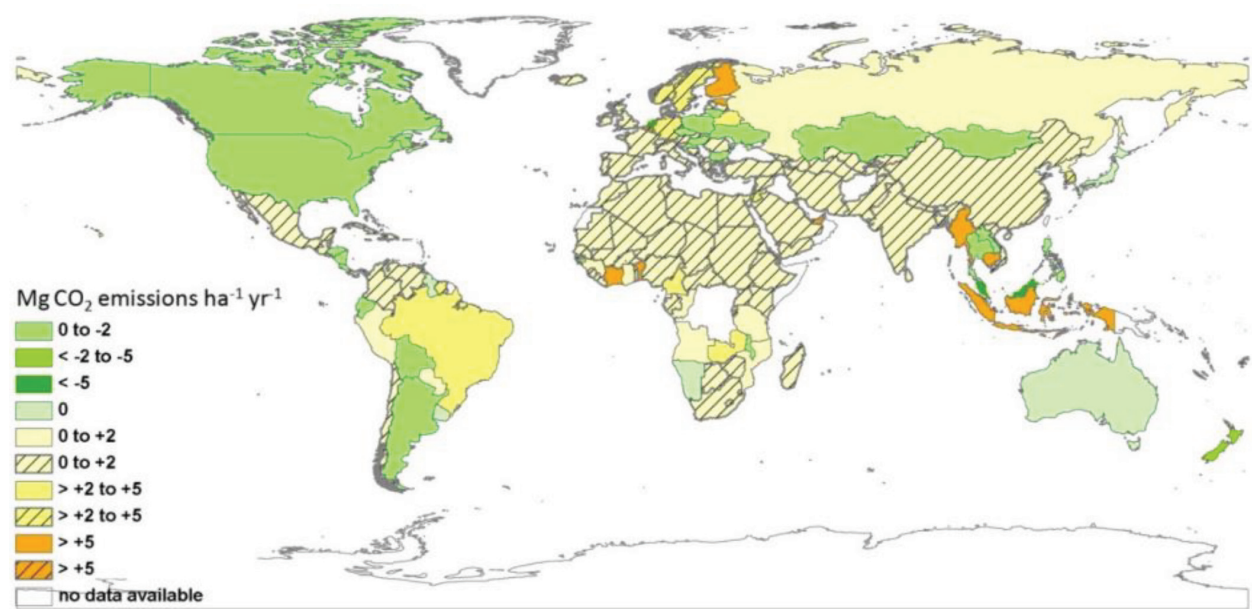 Mg CO₂ emissions ha⁻¹ yr⁻¹
0 to -2
< -2 to -5
< -5
0
0 to +2
0 to +2
> +2 to +5
> +2 to +5
> +5
> +5
no data available